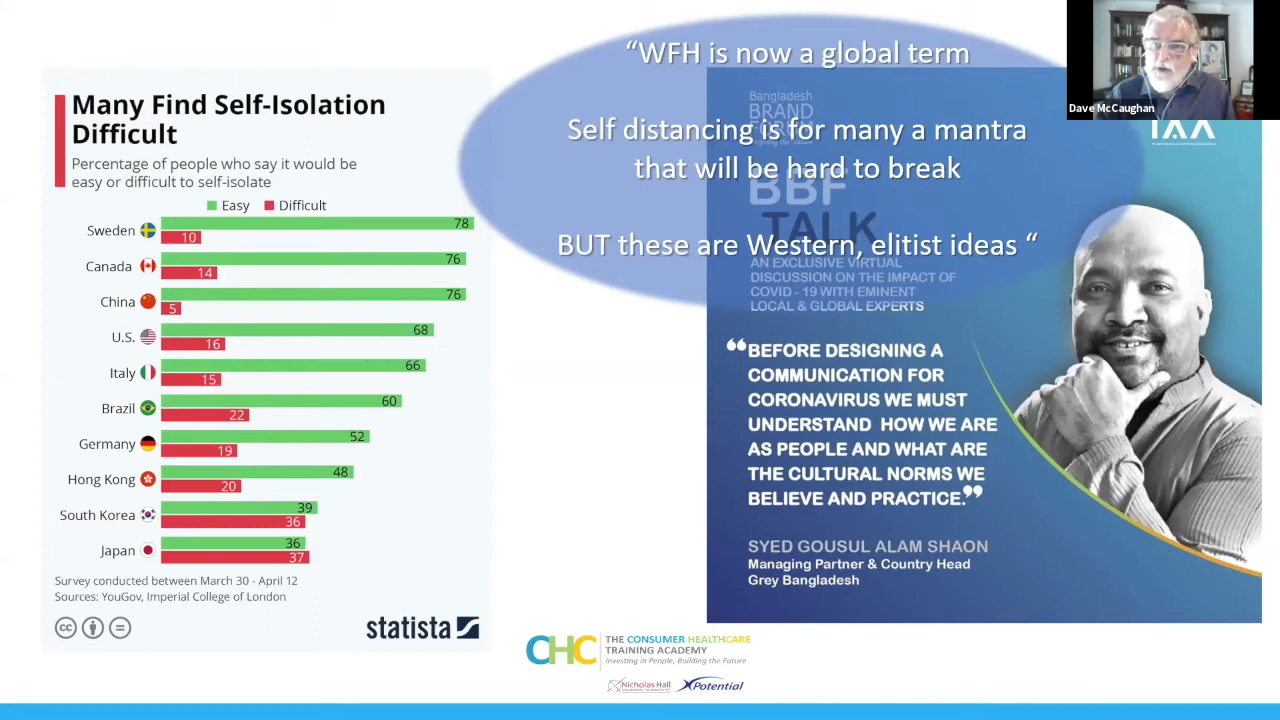 Many Find Self-Isolation
Difficult
Percentage of people who say it would be
easy or difficult to self-isolate
Easy Difficult
Sweden 78
10
Canada 76
14
China 76
5
U.S. 68
16
Italy 66
15
Brazil 60
22
Germany 52
19
Hong Kong 48
20
South Korea 39
36
Japan 36
37
Survey conducted between March 30 - April 12
Sources: YouGov, Imperial College of London
cc
statista
“WFH is now a global term
Self distancing is for many a mantra
that will be hard to break
BUT these are Western, elitist ideas “
Dave McCaughan
Bangladesh
BRAND
FORUM
IAA
BBF
TALK
AN EXCLUSIVE VIRTUAL
DISCUSSION ON THE IMPACT OF
COVID - 19 WITH EMINENT
LOCAL & GLOBAL EXPERTS
“BEFORE DESIGNING A
COMMUNICATION FOR
CORONAVIRUS WE MUST
UNDERSTAND HOW WE ARE
AS PEOPLE AND WHAT ARE
THE CULTURAL NORMS WE
BELIEVE AND PRACTICE.”
SYED GOUSUL ALAM SHAON
Managing Partner & Country Head
Grey Bangladesh
CHC THE CONSUMER HEALTHCARE
TRAINING ACADEMY
Investing in People, Building the Future
Nicholas Hall XPotential